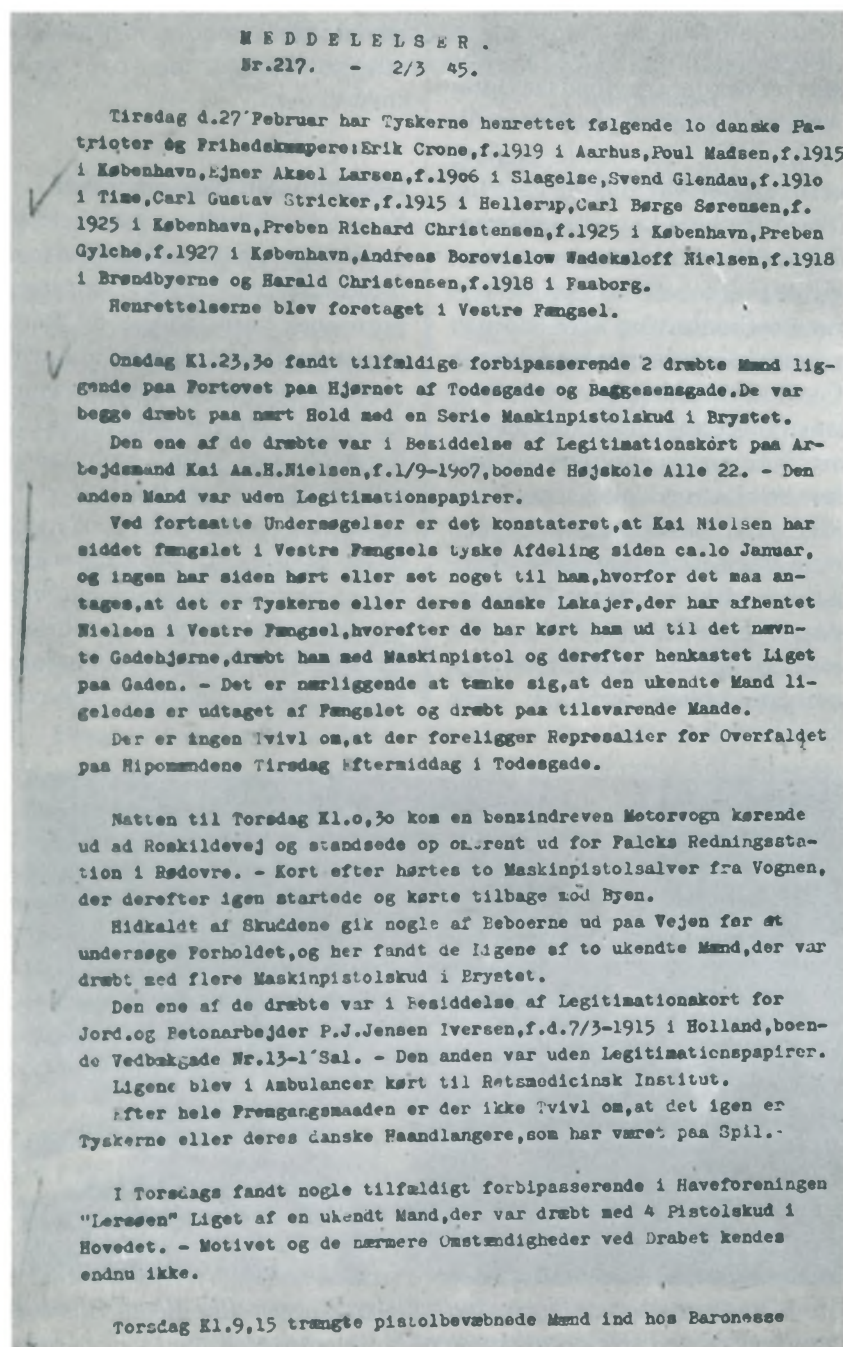 MEDDELELSER.
Nr.217. - 2/3 45.
Tirsdag d.27´Februar har Tyskerne henrettet følgende lo danske Pa-
trioter og Frihedskæmpere:Erik Crone,f.1919 i Aarhus,Poul Madsen,f.1915
i København,Ejner Aksel Larsen,f.19o6 i Slagelse,Svend Glendau,f.191o
i Tise,Carl Gustav Stricker,f.1915 i Hellerup,Carl Børge Sørensen,f.
1925 i København,Preben Richard Christensen,f.1925 i København,Preben
Gylche,f.1927 i København,Andreas Borovislow Wadeksloff Nielsen,f.1918
i Brøndbyerne og Harald Christensen,f.1918 i Faaborg.
Henrettelserne blev foretaget i Vestre Fængsel.
Onsdag Kl.23,3o fandt tilfældige forbipasserende 2 dræbte Mænd lig-
gende paa Fortovet paa Hjørnet af Todesgade og Baggesensgade.De var
begge dræbt paa nært Hold med en Serie Maskinpistolskud i Brystet.
Den ene af de dræbte var i Besiddelse af Legitimationskort paa Ar-
bejdsmand Kai Aa.H.Nielsen,f.1/9-19o7,boende Højskole Alle 22. - Den
anden Mand var uden Legitimationspapirer.
Ved fortsatte Undersøgelser er det konstateret,at Kai Nielsen har
siddet fængslet i Vestre Fængsels tyske Afdeling siden ca.lo Januar,
og ingen har siden hørt eller set noget til ham,hvorfor det maa an-
tages,at det er Tyskerne eller deres danske Lakajer,der har afhentet
Nielsen i Vestre Fængsel,hvorefter de har kørt ham ud til det nævn-
te Gadehjørne,dræbt ham med Maskinpistol og derefter henkastet Liget
paa Gaden. - Det er nærliggende at tænke sig,at den ukendte Mand li-
geledes er udtaget af Fængslet og dræbt paa tilsvarende Maade.
Der er ingen Tvivl om,at der foreligger Represalier for Overfaldet
paa Hipomændene Tirsdag Eftermiddag i Todesgade.
Natten til Torsdag Kl.o,3o kom en benzindreven Motorvogn kørende
ud ad Roskildevej og standsede op omtrent ud for Falcks Redningssta-
tion i Rødovre. - Kort efter hørtes to Maskinpistolsalver fra Vognen,
der derefter igen startede og kørte tilbage mod Byen.
Hidkaldt af Skuddene gik nogle af Beboerne ud paa Vejen før at
undersøge Forholdet,og her fandt de Ligene af to ukendte Mænd,der var
dræbt med flere Maskinpistolskud i Brystet.
Den ene af de dræbte var i Besiddelse af Legitimationskort for
Jord.og Betonarbejder P.J.Jensen Iversen,f.d.7/3-1915 i Holland,boen-
de Vedbækgade Nr.13-1´Sal. - Den anden var uden Legitimationspapirer.
Ligene blev i Ambulancer kørt til Retsmedicinsk Institut.
Efter hele Fremgangsmaaden er der ikke Tvivl om,at det igen er
Tyskerne eller deres danske Haandlangere,som har været paa Spil.-
I Torsdags fandt nogle tilfældigt forbipasserende i Haveforeningen
"Lersøen" Liget af en ukendt Mand,der var dræbt med 4 Pistolskud i
Hovedet. - Motivet og de nærmere Omstændigheder ved Drabet kendes
endnu ikke.
Torsdag Kl.9,15 trængte pistolbevæbnede Mænd ind hos Baronesse